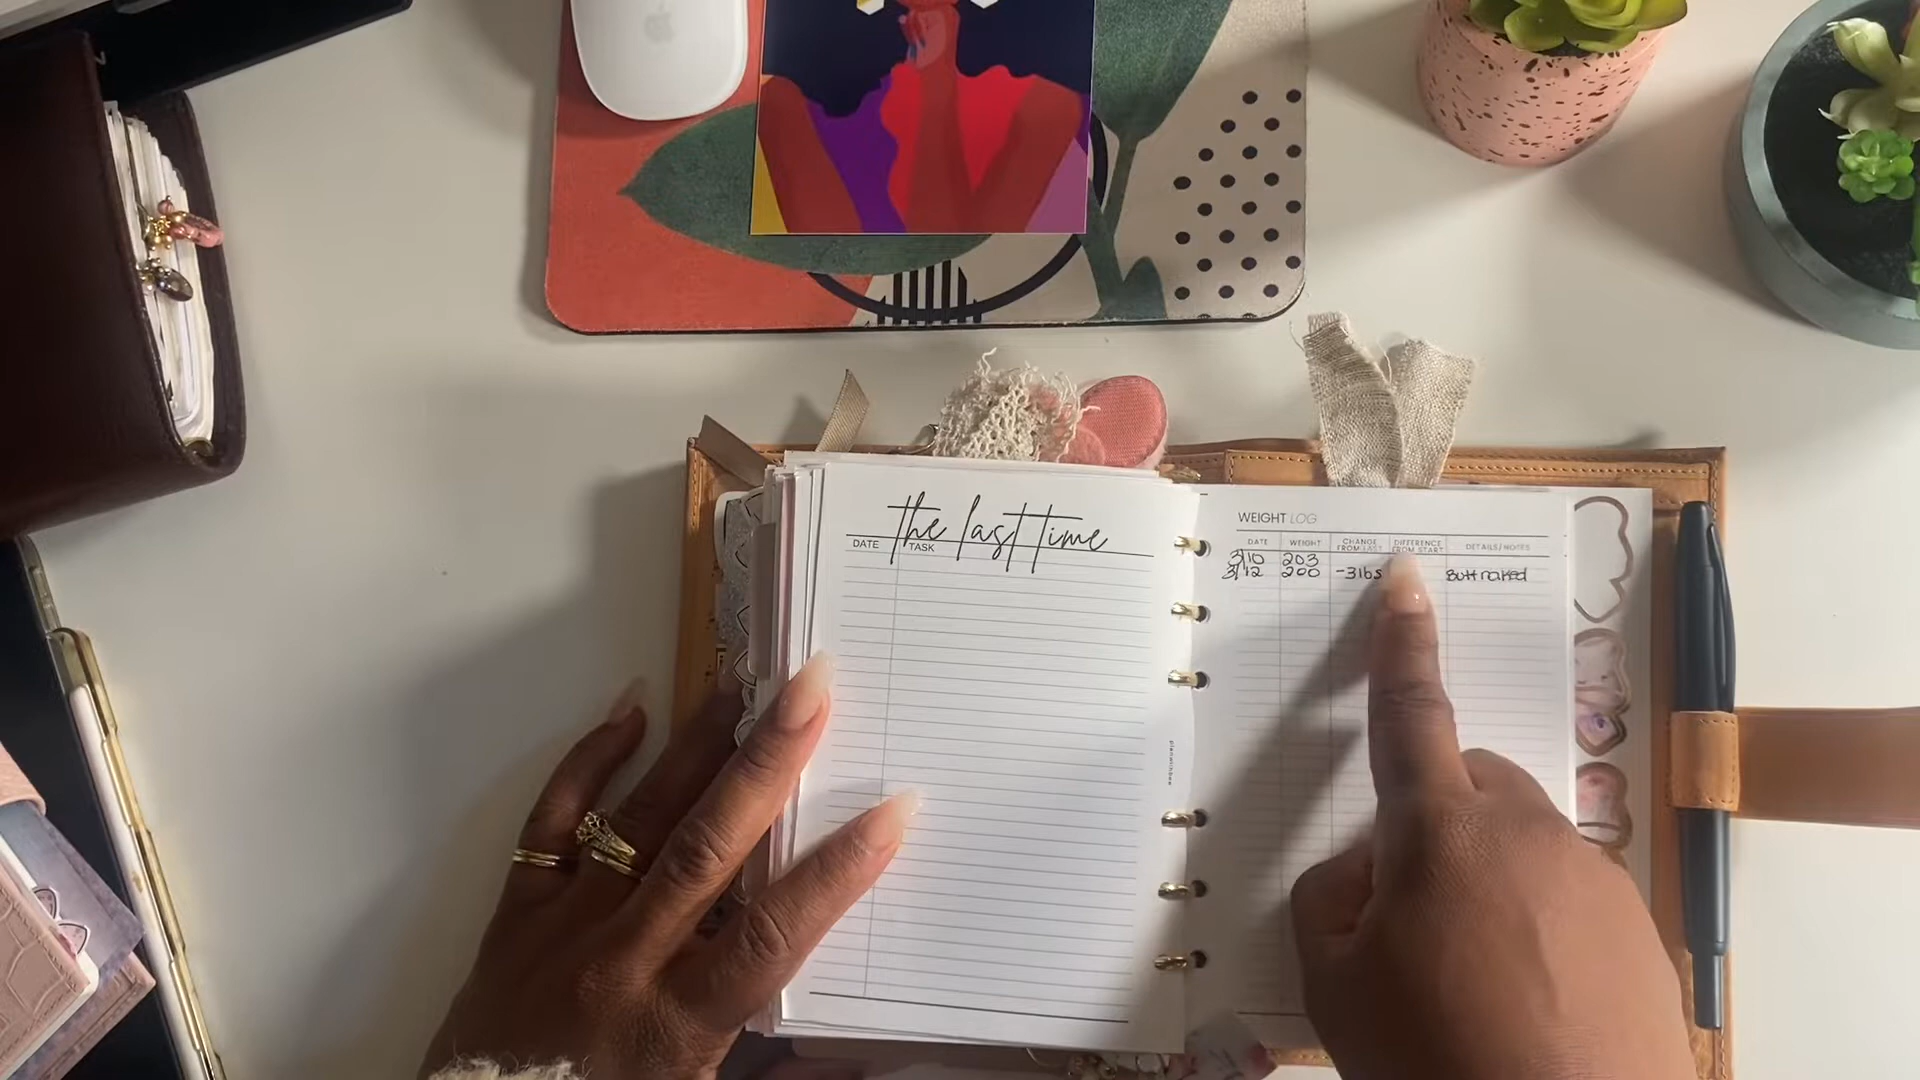 the last time
DATE TASK
planwithbee
WEIGHT LOG
DATE WEIGHT CHANGE FROM LAST DIFFERENCE FROM START DETAILS/NOTES
3/10 203
3/12 200 -3lbs Butt naked